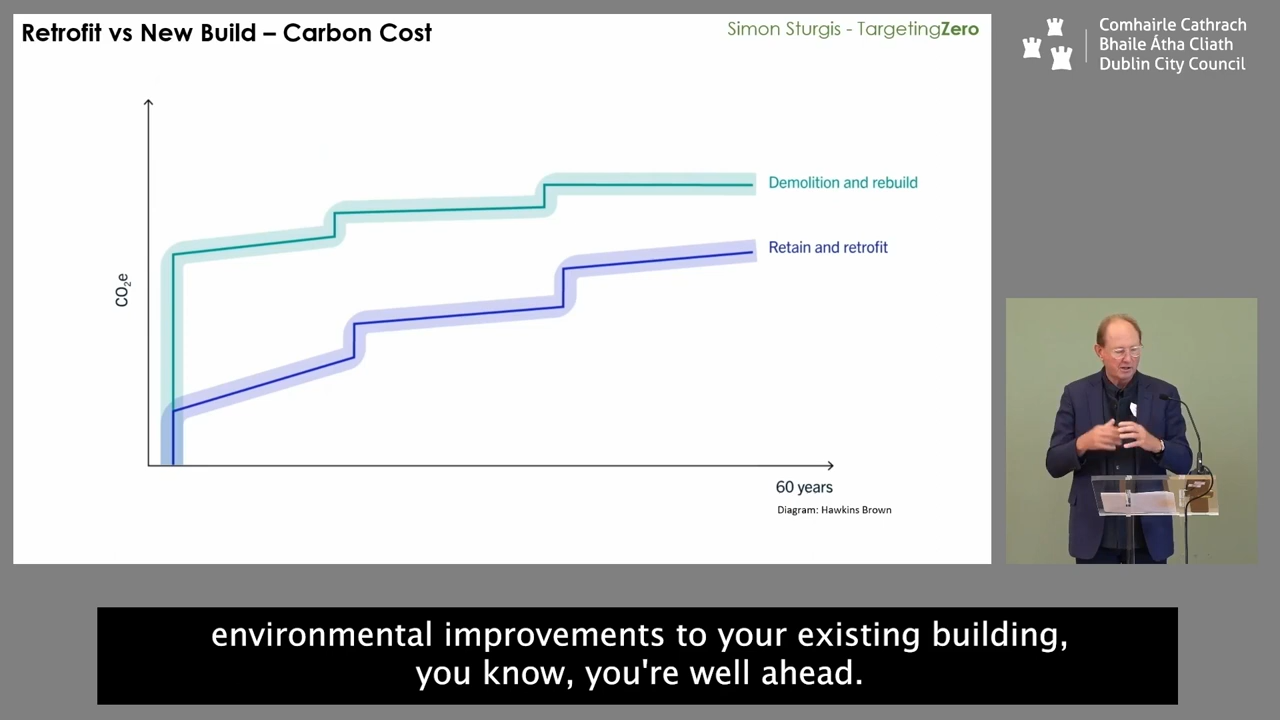 Retrofit vs New Build – Carbon Cost
Simon Sturgis - TargetingZero
Comhairle Cathrach
Bhaile Átha Cliath
Dublin City Council
Demolition and rebuild
Retain and retrofit
CO₂e
60 years
Diagram: Hawkins Brown
environmental improvements to your existing building,
you know, you're well ahead.